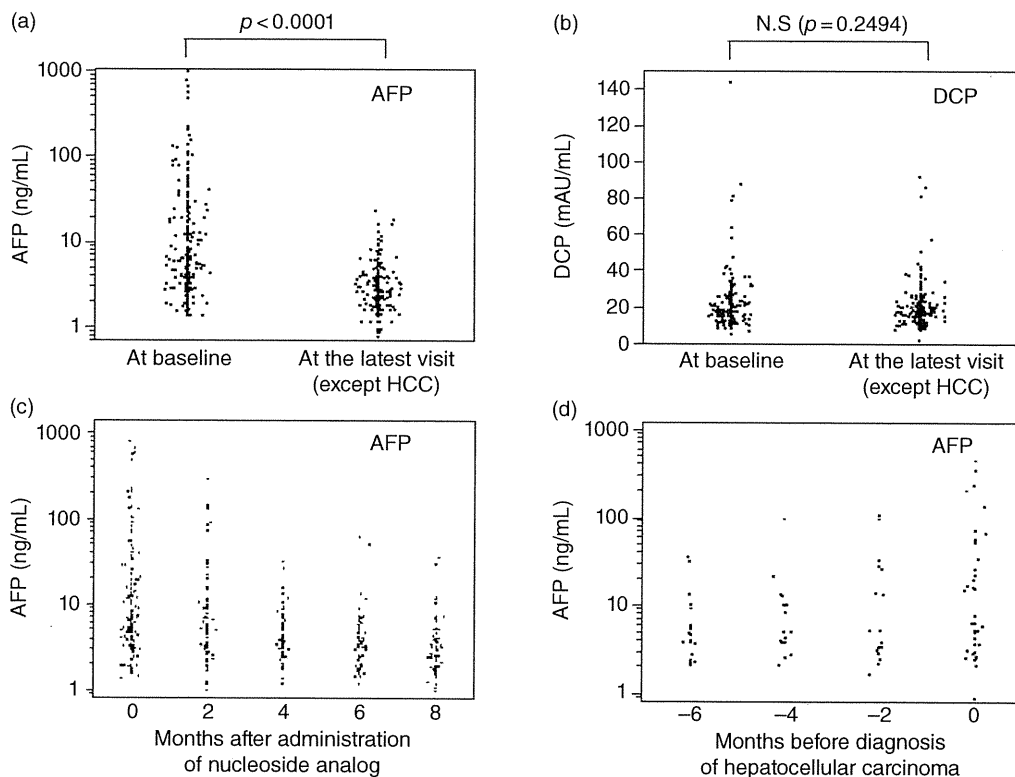 (a)
p < 0.0001
AFP
AFP (ng/mL)
1000
100
10
1
At baseline
At the latest visit
(except HCC)
(b)
N.S (p = 0.2494)
DCP
DCP (mAU/mL)
140
120
100
80
60
40
20
0
At baseline
At the latest visit
(except HCC)
(c)
AFP
AFP (ng/mL)
1000
100
10
1
0 2 4 6 8
Months after administration
of nucleoside analog
(d)
AFP
AFP (ng/mL)
1000
100
10
1
−6 −4 −2 0
Months before diagnosis
of hepatocellular carcinoma